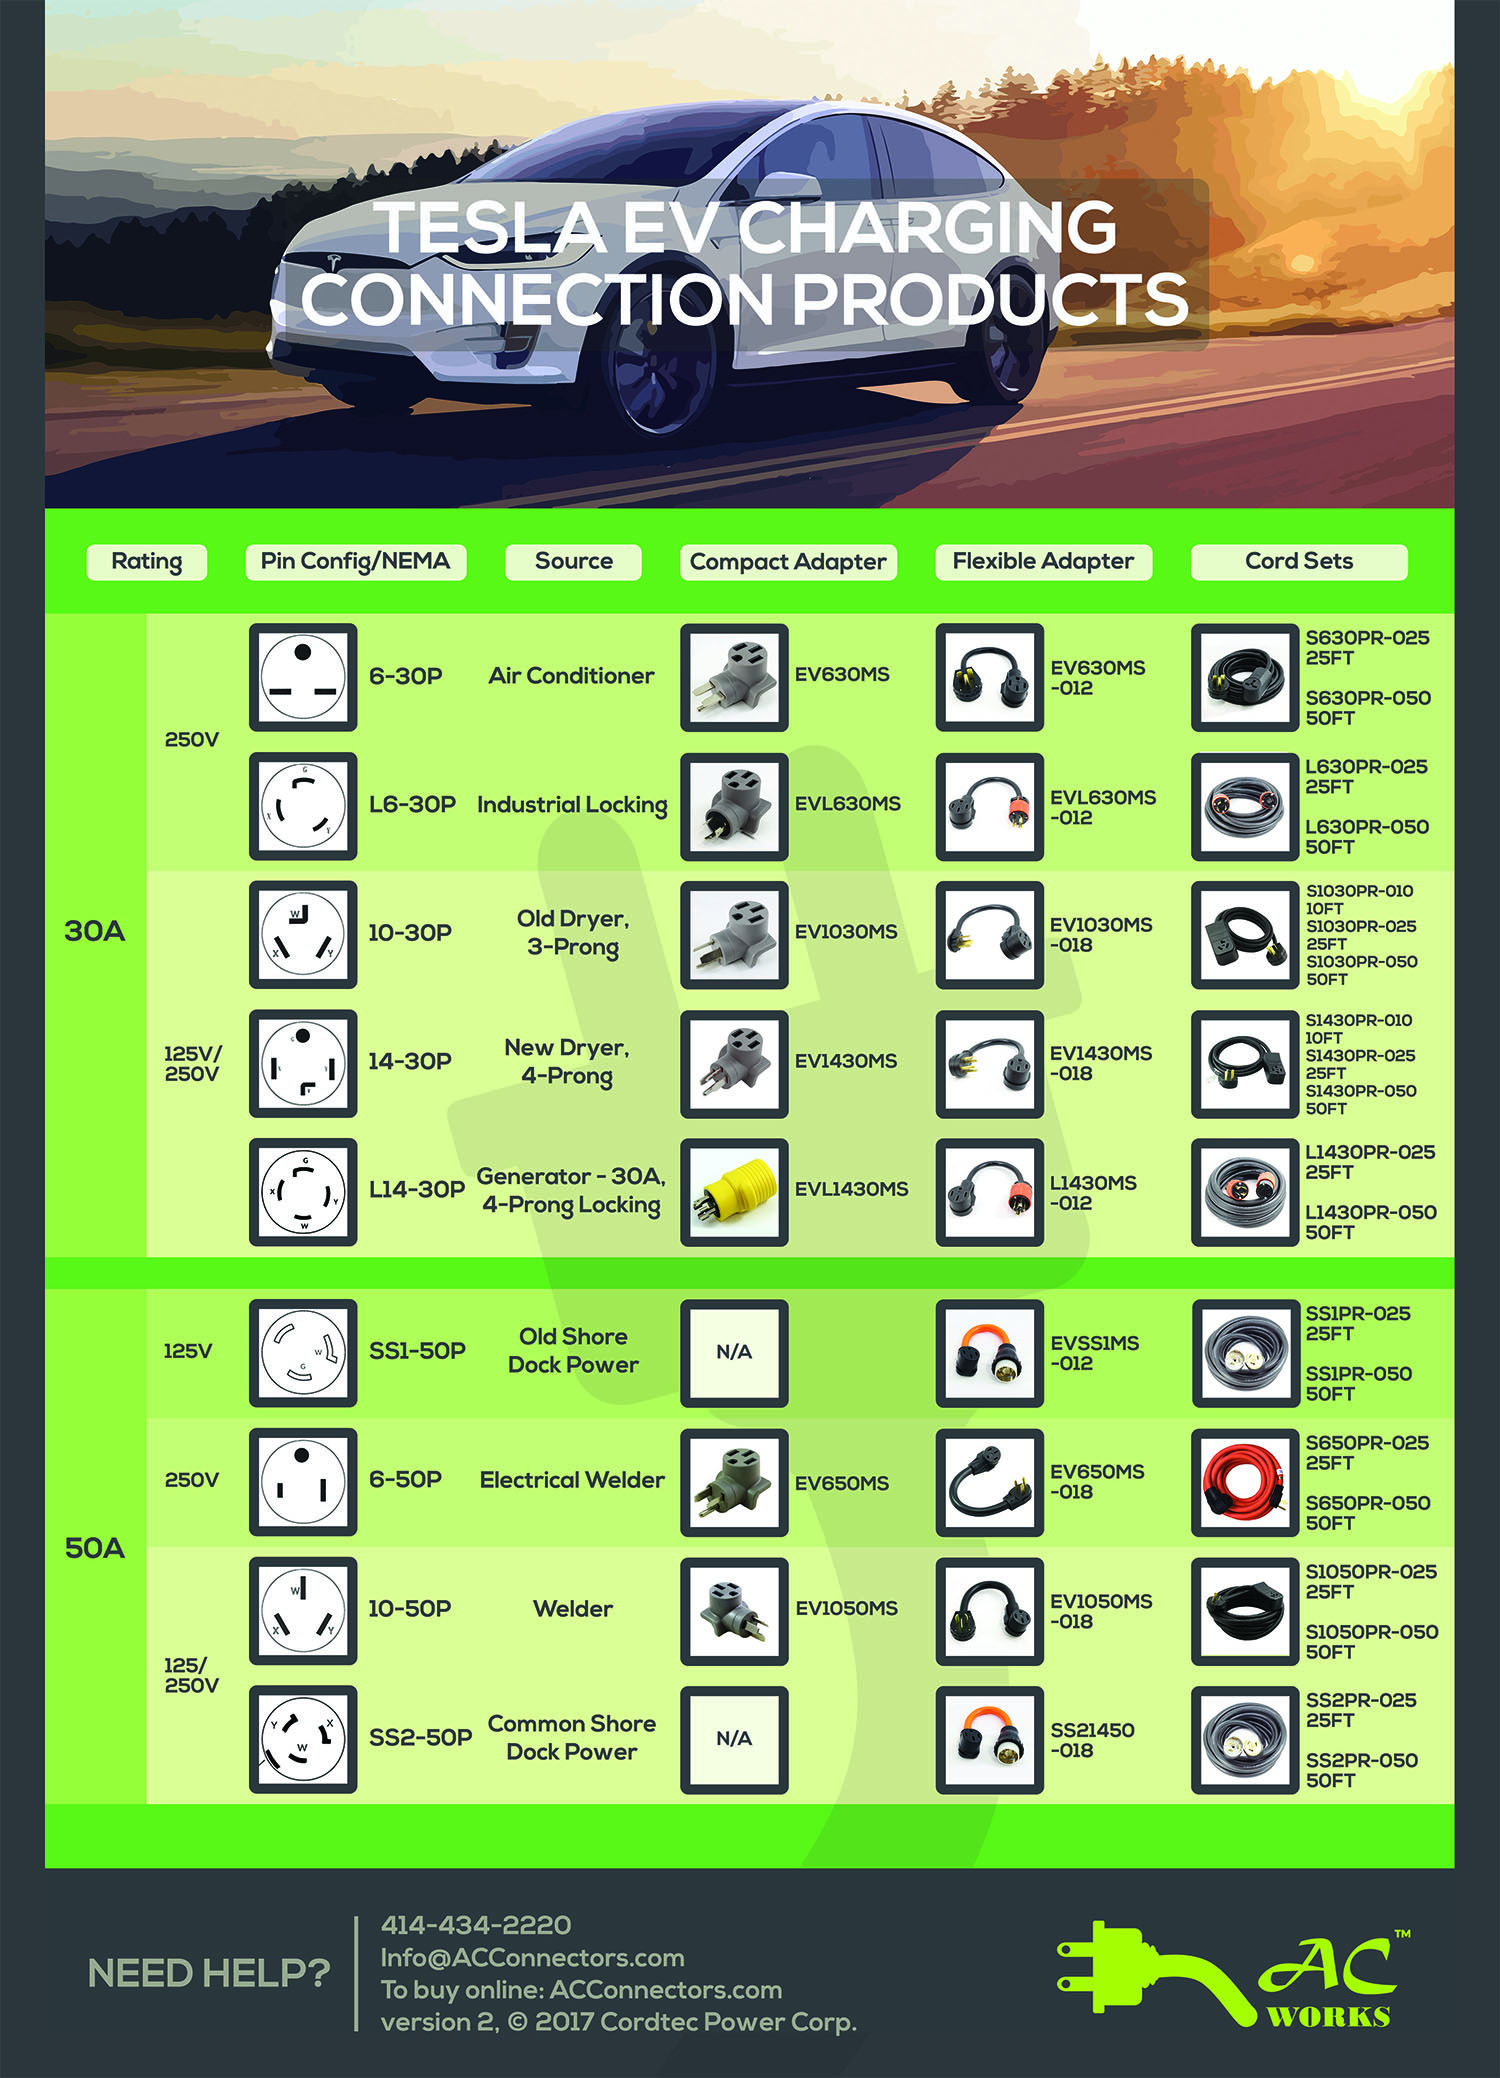 TESLA EV CHARGING
CONNECTION PRODUCTS
Rating
Pin Config/NEMA
Source
Compact Adapter
Flexible Adapter
Cord Sets
30A
250V
6-30P
Air Conditioner
EV630MS
EV630MS
-012
S630PR-025
25FT
S630PR-050
50FT
G
X
Y
L6-30P
Industrial Locking
EVL630MS
EVL630MS
-012
L630PR-025
25FT
L630PR-050
50FT
125V/
250V
W
X
Y
10-30P
Old Dryer,
3-Prong
EV1030MS
EV1030MS
-018
S1030PR-010
10FT
S1030PR-025
25FT
S1030PR-050
50FT
G
14-30P
New Dryer,
4-Prong
EV1430MS
EV1430MS
-018
S1430PR-010
10FT
S1430PR-025
25FT
S1430PR-050
50FT
G
X
Y
W
L14-30P
Generator - 30A,
4-Prong Locking
EVL1430MS
L1430MS
-012
L1430PR-025
25FT
L1430PR-050
50FT
50A
125V
W
G
SS1-50P
Old Shore
Dock Power
N/A
EVSS1MS
-012
SS1PR-025
25FT
SS1PR-050
50FT
250V
6-50P
Electrical Welder
EV650MS
EV650MS
-018
S650PR-025
25FT
S650PR-050
50FT
125/
250V
W
X
Y
10-50P
Welder
EV1050MS
EV1050MS
-018
S1050PR-025
25FT
S1050PR-050
50FT
Y
X
W
SS2-50P
Common Shore
Dock Power
N/A
SS21450
-018
SS2PR-025
25FT
SS2PR-050
50FT
NEED HELP?
414-434-2220
Info@ACConnectors.com
To buy online: ACConnectors.com
version 2, © 2017 Cordtec Power Corp.
AC™
WORKS